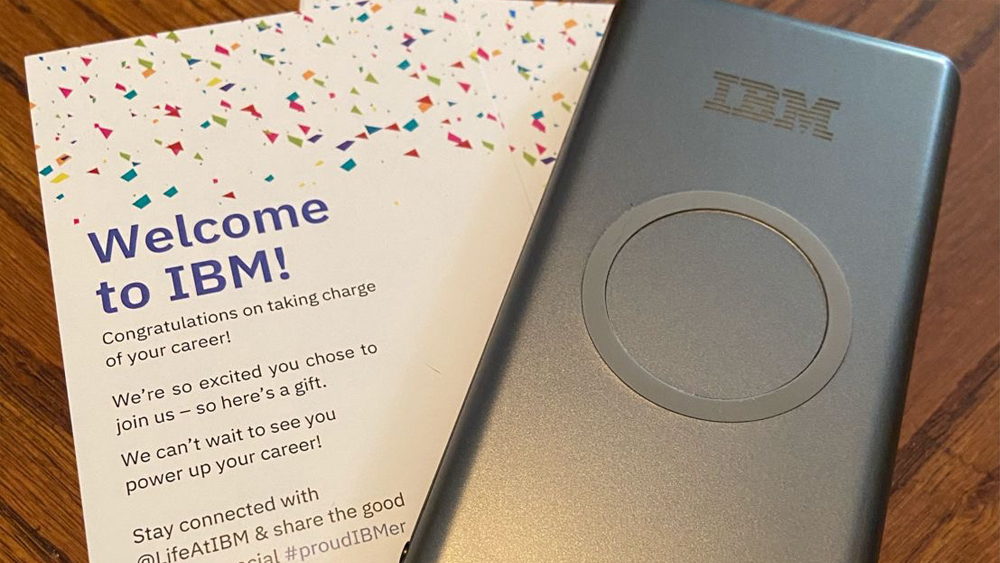 Welcome
to IBM!
Congratulations on taking charge
of your career!
We're so excited you chose to
join us – so here's a gift.
We can't wait to see you
power up your career!
Stay connected with
@LifeAtIBM & share the good
#proudIBMer
IBM